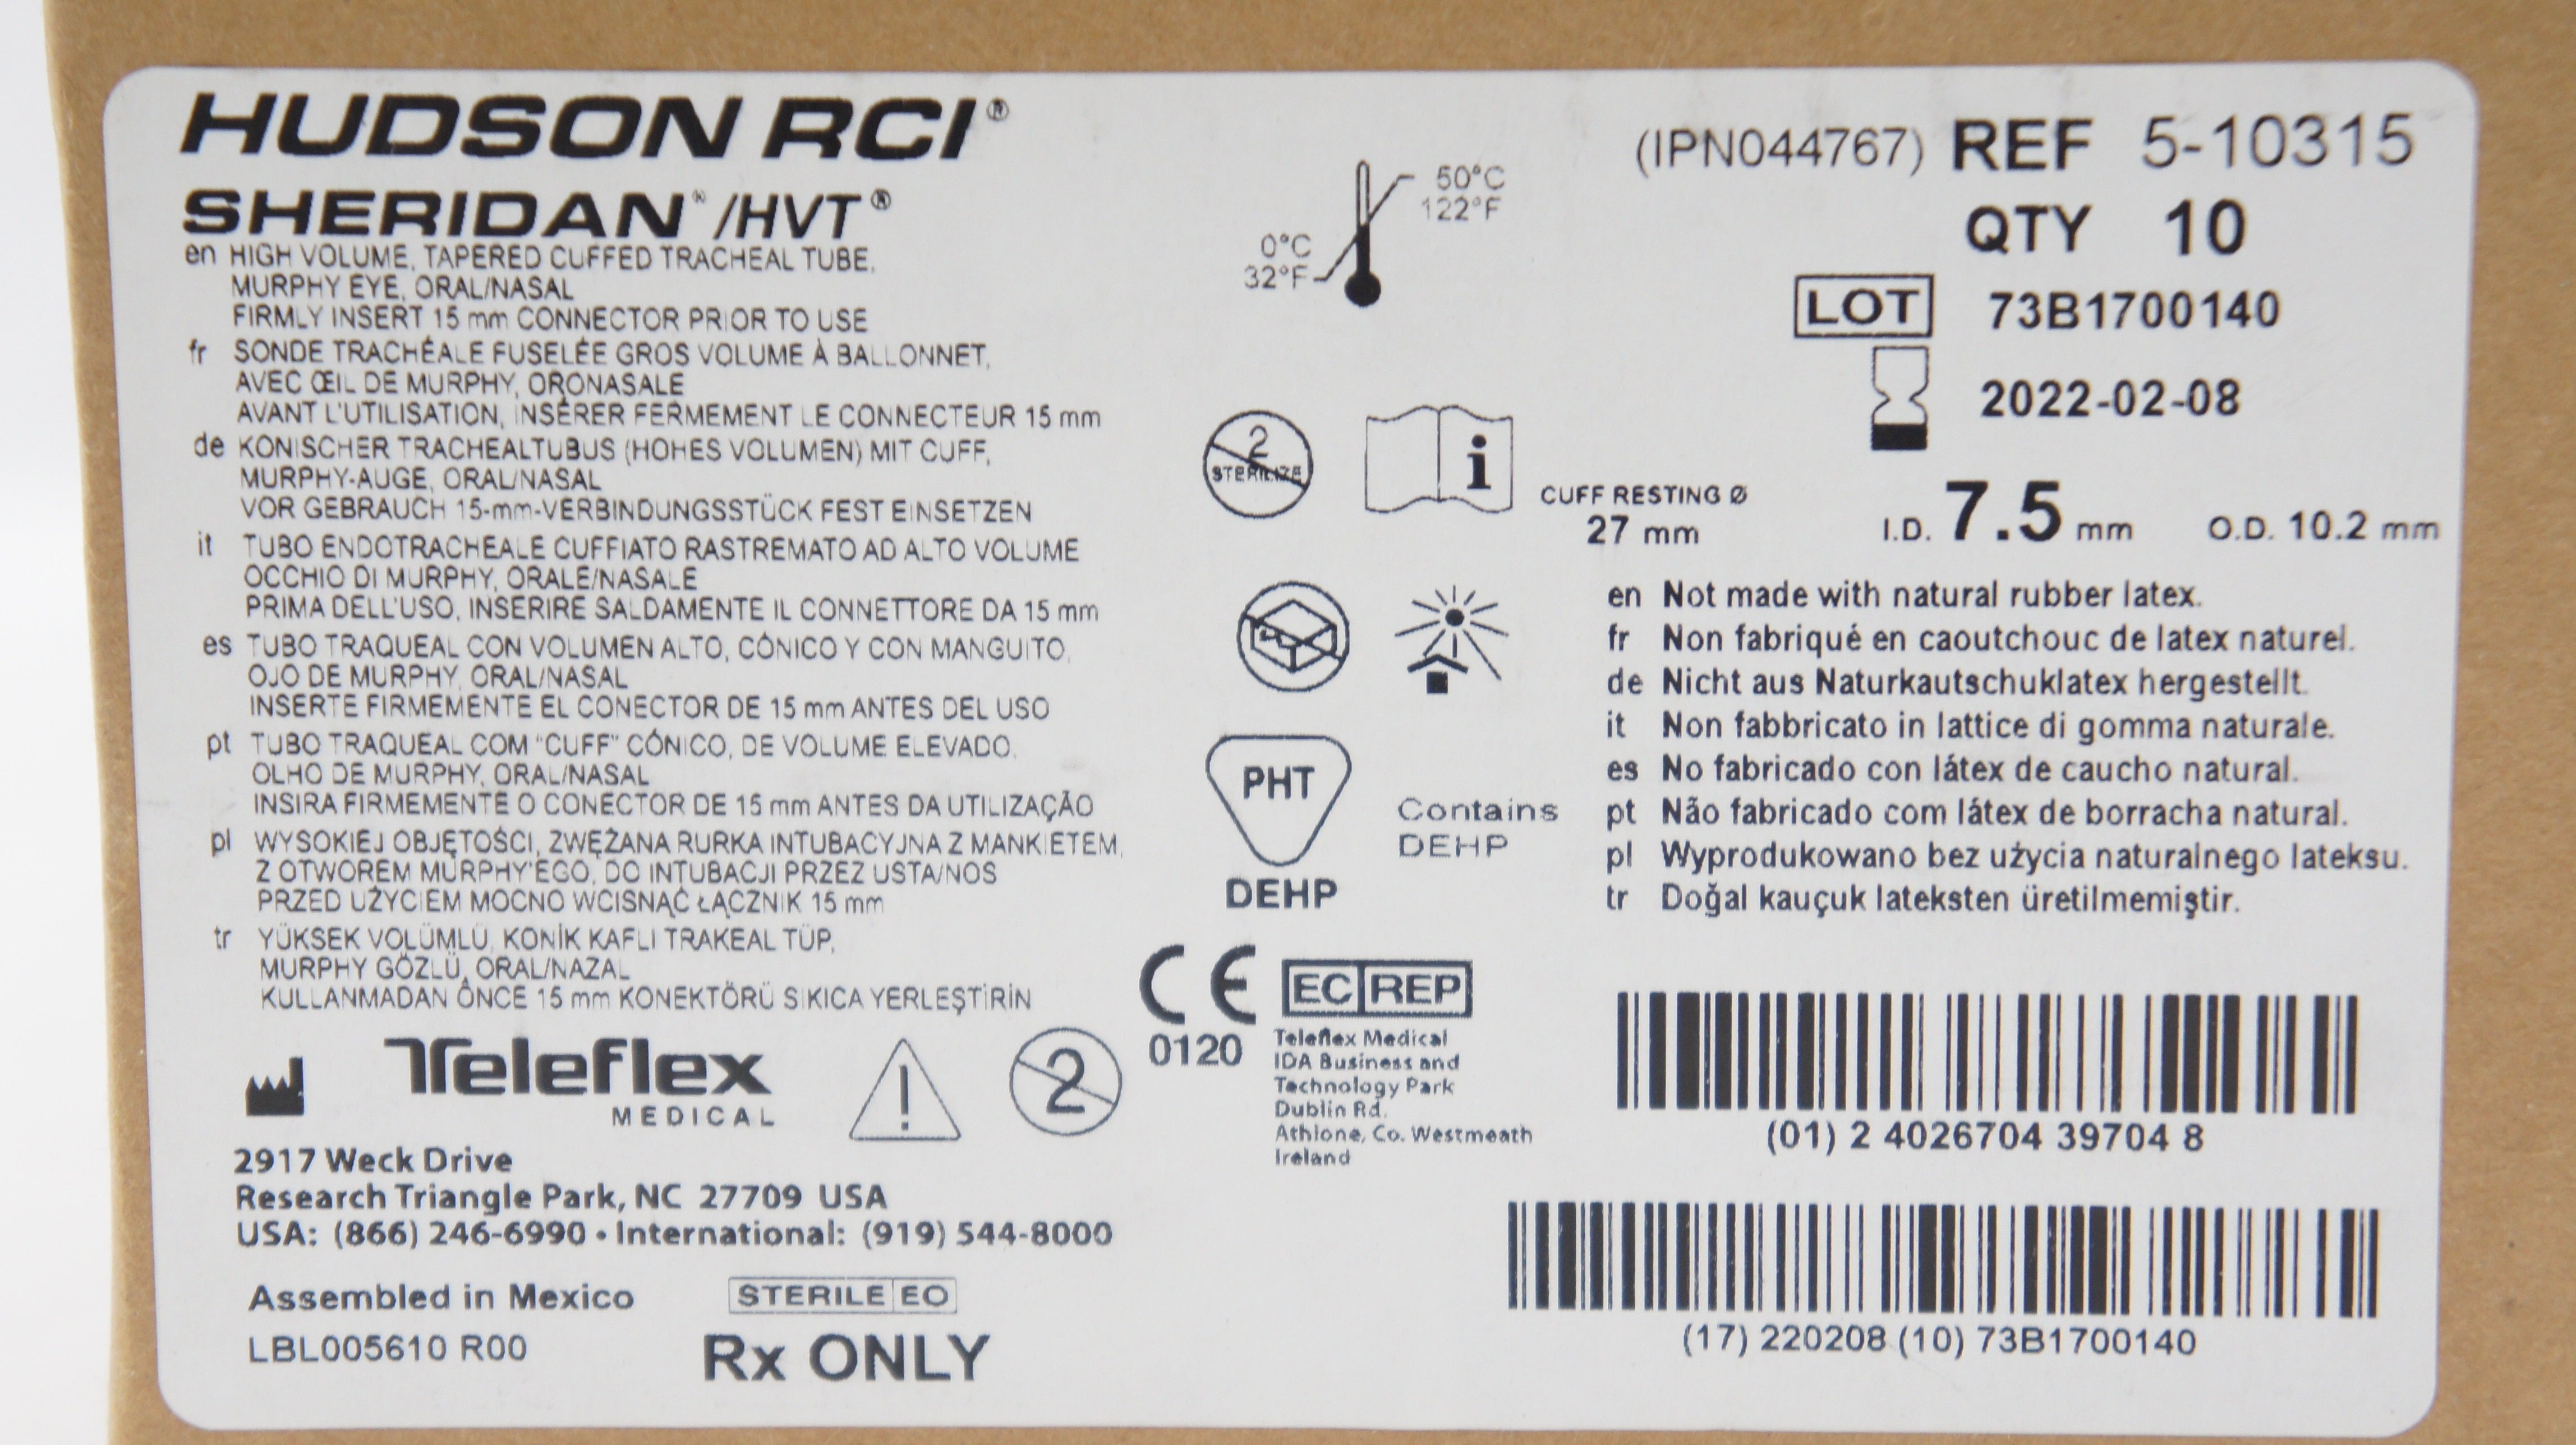 HUDSON RCI®
SHERIDAN®/HVT®
en HIGH VOLUME, TAPERED CUFFED TRACHEAL TUBE,
MURPHY EYE, ORAL/NASAL
FIRMLY INSERT 15 mm CONNECTOR PRIOR TO USE
fr SONDE TRACHÉALE FUSELÉE GROS VOLUME À BALLONNET,
AVEC ŒIL DE MURPHY, ORONASALE
AVANT L'UTILISATION, INSÉRER FERMEMENT LE CONNECTEUR 15 mm
de KONISCHER TRACHEALTUBUS (HOHES VOLUMEN) MIT CUFF,
MURPHY-AUGE, ORAL/NASAL
VOR GEBRAUCH 15-mm-VERBINDUNGSSTÜCK FEST EINSETZEN
it TUBO ENDOTRACHEALE CUFFIATO RASTREMATO AD ALTO VOLUME
OCCHIO DI MURPHY, ORALE/NASALE
PRIMA DELL'USO, INSERIRE SALDAMENTE IL CONNETTORE DA 15 mm
es TUBO TRAQUEAL CON VOLUMEN ALTO, CÓNICO Y CON MANGUITO,
OJO DE MURPHY, ORAL/NASAL
INSERTE FIRMEMENTE EL CONECTOR DE 15 mm ANTES DEL USO
pt TUBO TRAQUEAL COM "CUFF" CÓNICO, DE VOLUME ELEVADO,
OLHO DE MURPHY, ORAL/NASAL
INSIRA FIRMEMENTE O CONECTOR DE 15 mm ANTES DA UTILIZAÇÃO
pl WYSOKIEJ OBJĘTOŚCI, ZWĘŻANA RURKA INTUBACYJNA Z MANKIETEM,
Z OTWOREM MURPHY'EGO, DO INTUBACJI PRZEZ USTA/NOS
PRZED UŻYCIEM MOCNO WCISNĄĆ ŁĄCZNIK 15 mm
tr YÜKSEK VOLÜMLÜ, KONİK KAFLI TRAKEAL TÜP,
MURPHY GÖZLÜ, ORAL/NAZAL
KULLANMADAN ÖNCE 15 mm KONEKTÖRÜ SIKICA YERLEŞTİRİN
Teleflex
MEDICAL
2
2917 Weck Drive
Research Triangle Park, NC 27709 USA
USA: (866) 246-6990 • International: (919) 544-8000
Assembled in Mexico
LBL005610 R00
STERILE EO
Rx ONLY
50°C
122°F
0°C
32°F
2
STERILIZE
i
PHT
DEHP
Contains
DEHP
CE
0120
EC REP
Teleflex Medical
IDA Business and
Technology Park
Dublin Rd.
Athlone, Co. Westmeath
Ireland
(IPN044767) REF 5-10315
QTY 10
LOT 73B1700140
2022-02-08
CUFF RESTING Ø
27 mm
I.D. 7.5 mm O.D. 10.2 mm
en Not made with natural rubber latex.
fr Non fabriqué en caoutchouc de latex naturel.
de Nicht aus Naturkautschuklatex hergestellt.
it Non fabbricato in lattice di gomma naturale.
es No fabricado con látex de caucho natural.
pt Não fabricado com látex de borracha natural.
pl Wyprodukowano bez użycia naturalnego lateksu.
tr Doğal kauçuk lateksten üretilmemiştir.
(01) 2 4026704 39704 8
(17) 220208 (10) 73B1700140